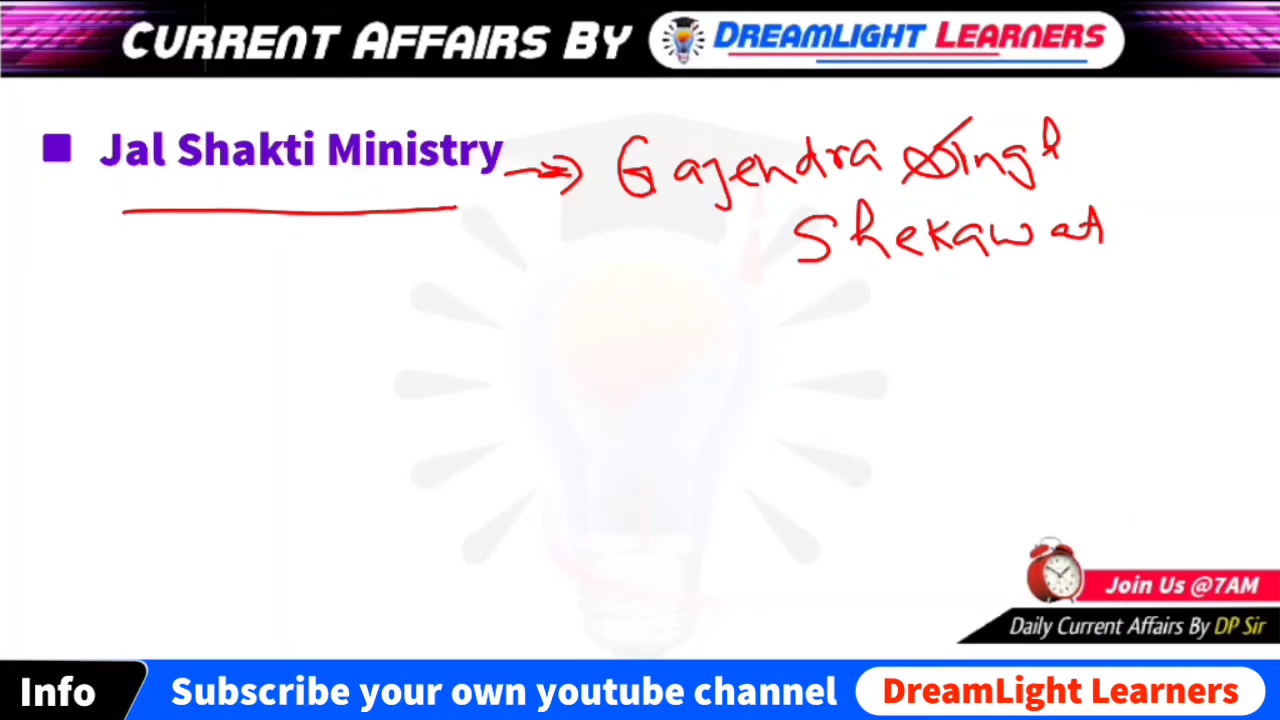 CURRENT AFFAIRS BY DREAMLIGHT LEARNERS
Jal Shakti Ministry → Gajendra Singh
Shekawat
Join Us @7AM
Daily Current Affairs By DP Sir
Info Subscribe your own youtube channel DreamLight Learners